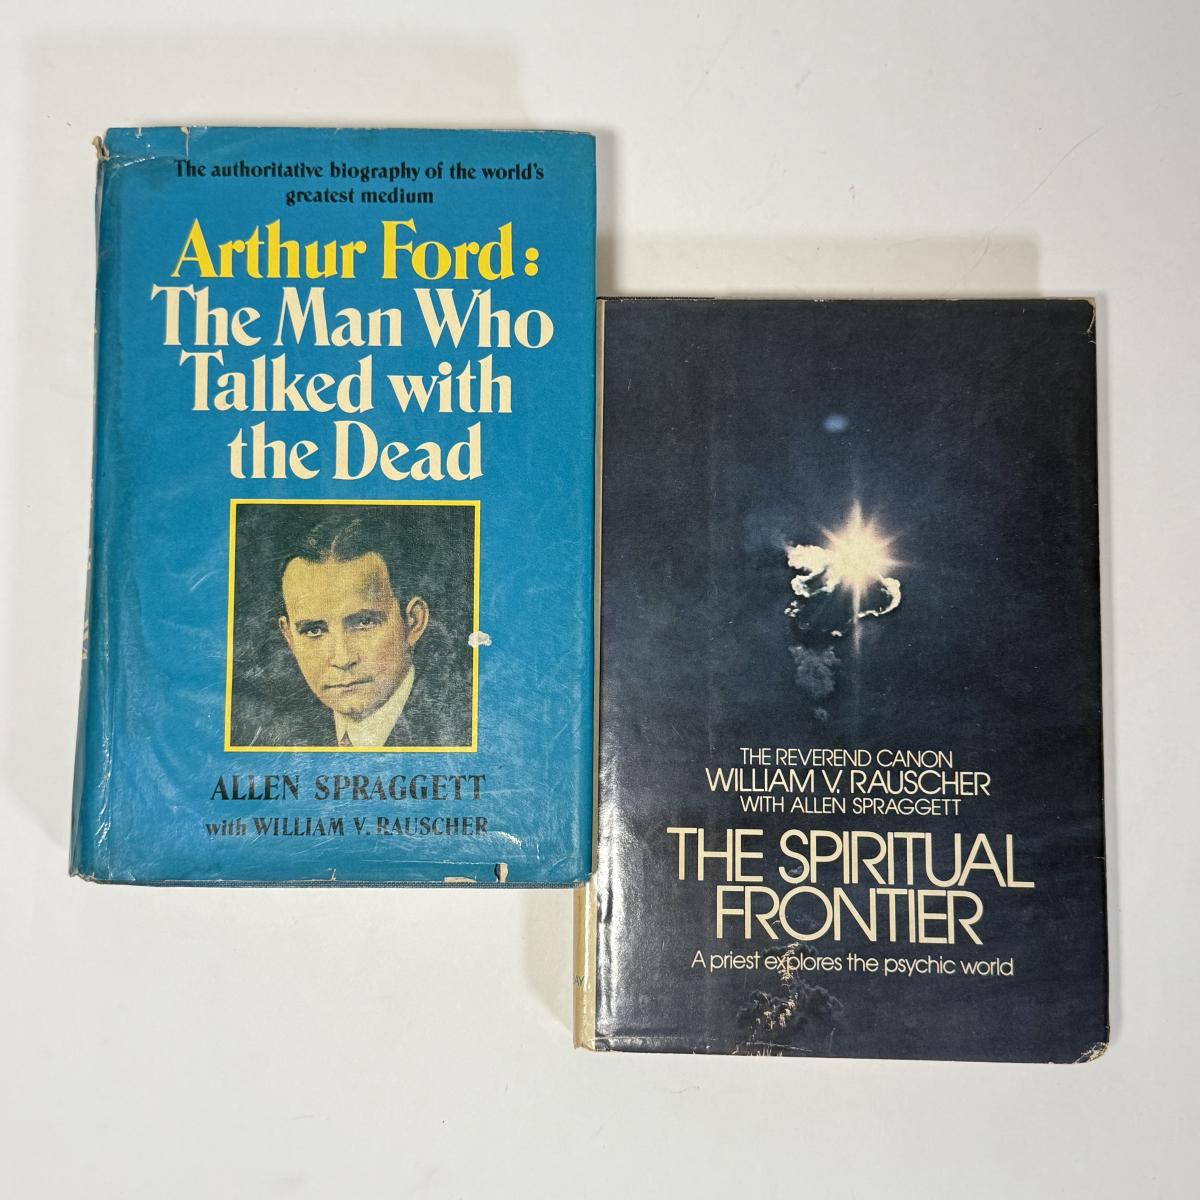 The authoritative biography of the world's
greatest medium
Arthur Ford:
The Man Who
Talked with
the Dead
ALLEN SPRAGGETT
with WILLIAM V. RAUSCHER
THE REVEREND CANON
WILLIAM V. RAUSCHER
WITH ALLEN SPRAGGETT
THE SPIRITUAL
FRONTIER
A priest explores the psychic world